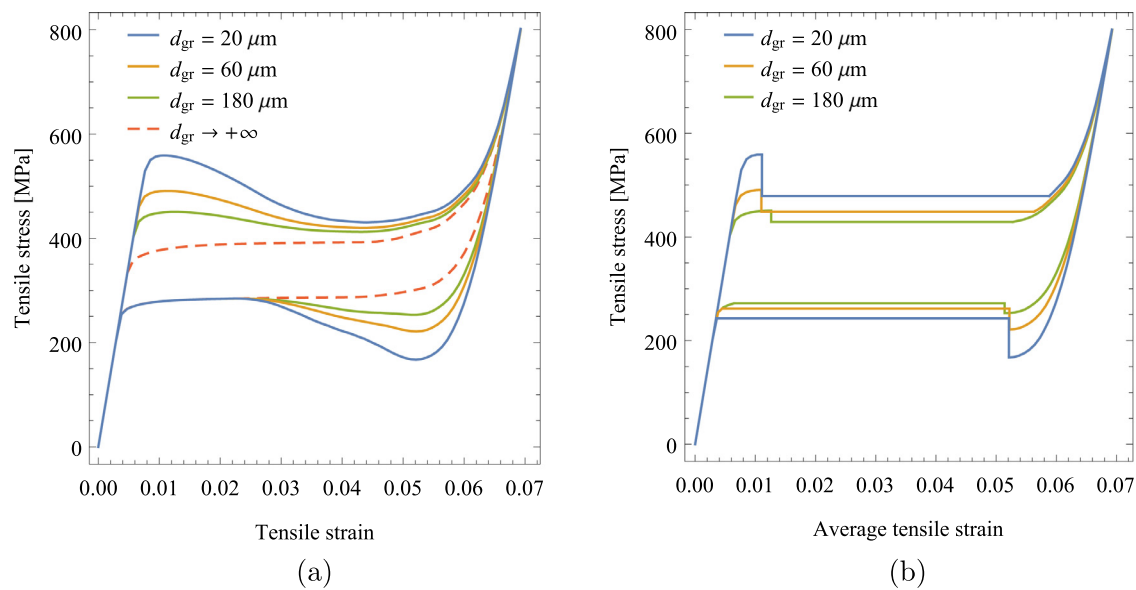 800
600
400
200
0
Tensile stress [MPa]
d_gr = 20 μm
d_gr = 60 μm
d_gr = 180 μm
d_gr → +∞
0.00 0.01 0.02 0.03 0.04 0.05 0.06 0.07
Tensile strain
(a)
800
600
400
200
0
Tensile stress [MPa]
d_gr = 20 μm
d_gr = 60 μm
d_gr = 180 μm
0.00 0.01 0.02 0.03 0.04 0.05 0.06 0.07
Average tensile strain
(b)